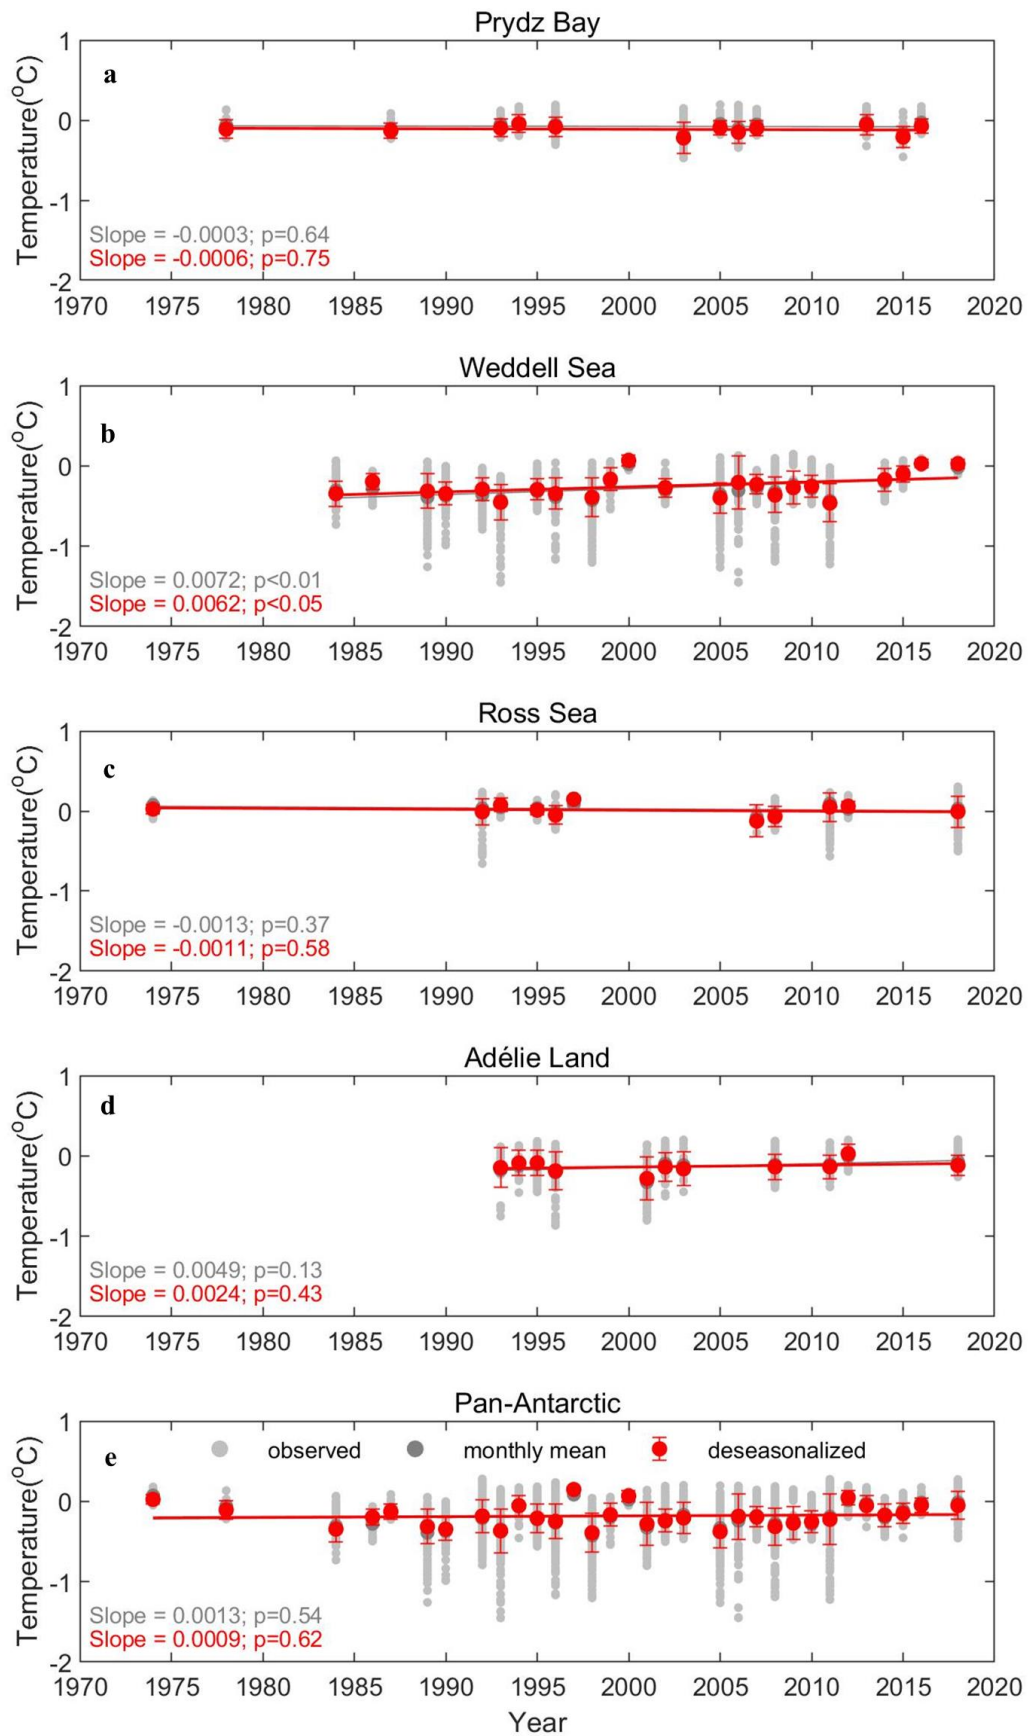 Prydz Bay
a
Temperature(°C)
1
0
-1
-2
Slope = -0.0003; p=0.64
Slope = -0.0006; p=0.75
1970 1975 1980 1985 1990 1995 2000 2005 2010 2015 2020
Weddell Sea
b
Temperature(°C)
1
0
-1
-2
Slope = 0.0072; p<0.01
Slope = 0.0062; p<0.05
1970 1975 1980 1985 1990 1995 2000 2005 2010 2015 2020
Ross Sea
c
Temperature(°C)
1
0
-1
-2
Slope = -0.0013; p=0.37
Slope = -0.0011; p=0.58
1970 1975 1980 1985 1990 1995 2000 2005 2010 2015 2020
Adélie Land
d
Temperature(°C)
1
0
-1
-2
Slope = 0.0049; p=0.13
Slope = 0.0024; p=0.43
1970 1975 1980 1985 1990 1995 2000 2005 2010 2015 2020
Pan-Antarctic
e
observed monthly mean deseasonalized
Temperature(°C)
1
0
-1
-2
Slope = 0.0013; p=0.54
Slope = 0.0009; p=0.62
1970 1975 1980 1985 1990 1995 2000 2005 2010 2015 2020
Year